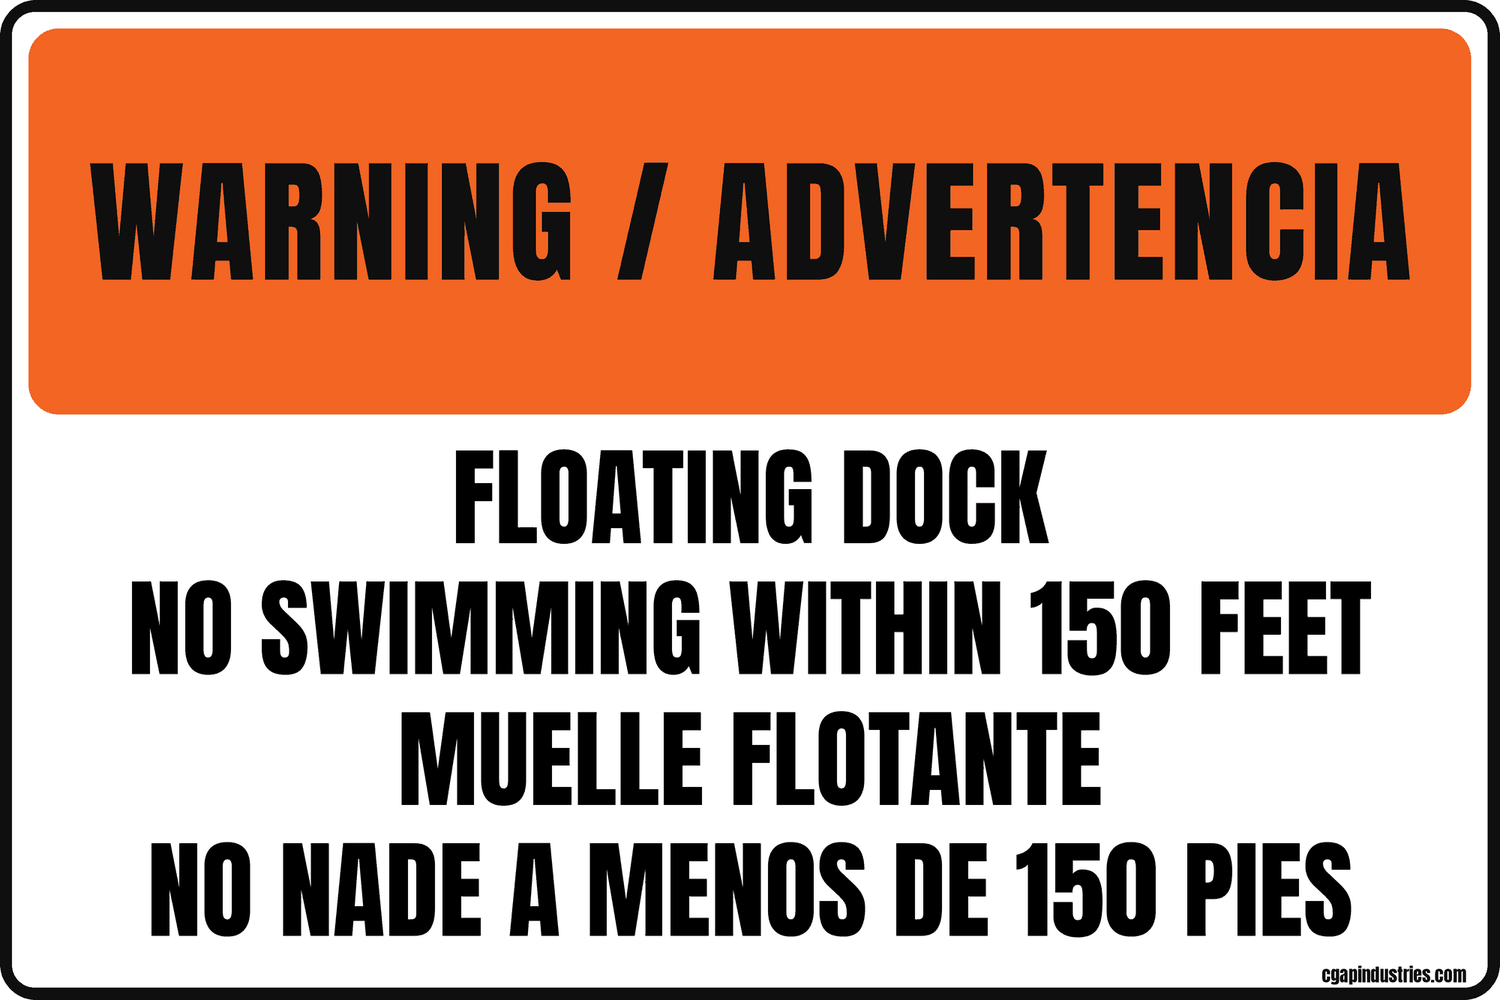 WARNING / ADVERTENCIA
FLOATING DOCK
NO SWIMMING WITHIN 150 FEET
MUELLE FLOTANTE
NO NADE A MENOS DE 150 PIES
cgapindustries.com